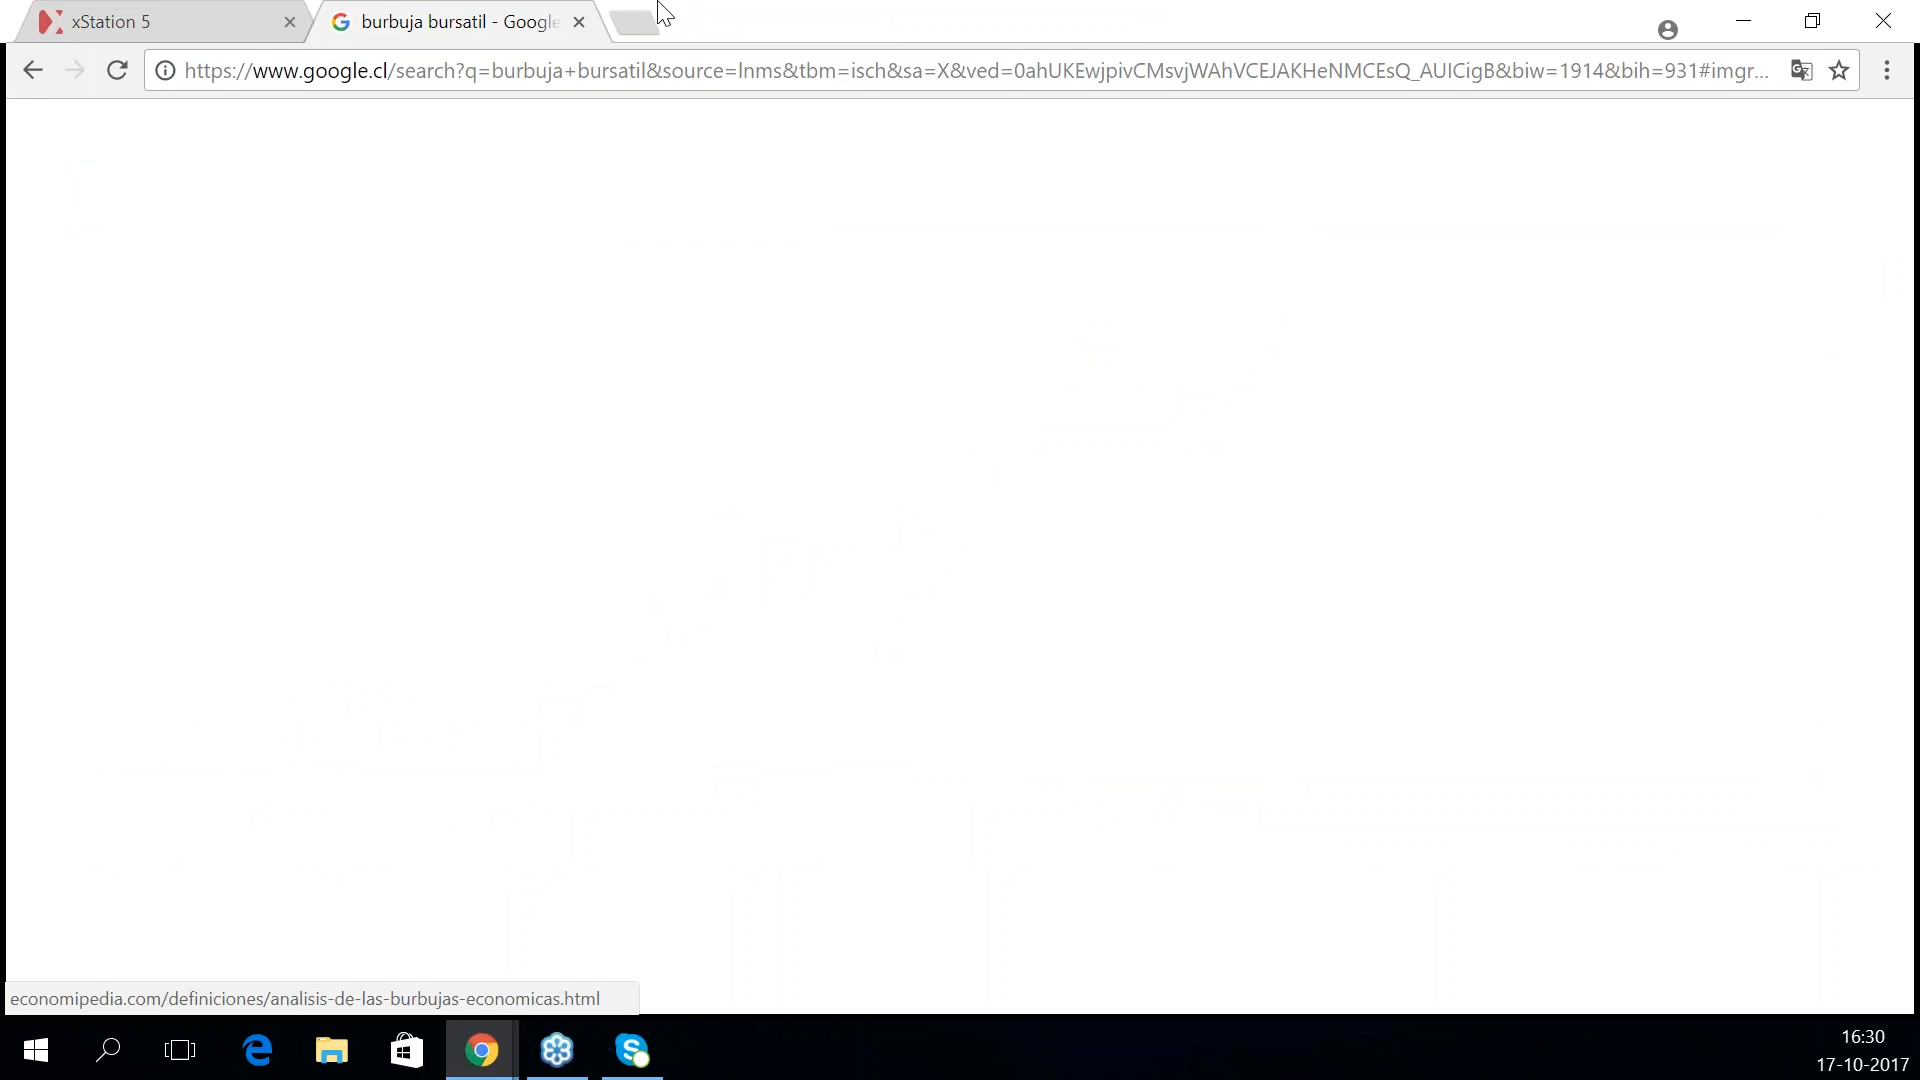 xStation 5
burbuja bursatil - Google
https://www.google.cl/search?q=burbuja+bursatil&source=lnms&tbm=isch&sa=X&ved=0ahUKEwjpivCMsvjWAhVCEJAKHeNMCEsQ_AUICigB&biw=1914&bih=931#imgr...
economipedia.com/definiciones/analisis-de-las-burbujas-economicas.html
16:30
17-10-2017